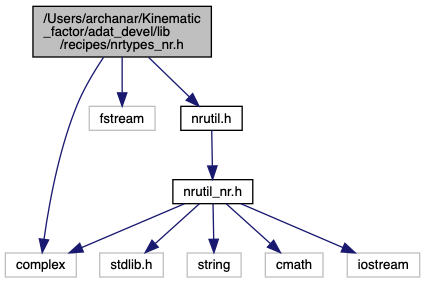 /Users/archanar/Kinematic
_factor/adat_devel/lib
/recipes/nrtypes_nr.h
fstream
nrutil.h
nrutil_nr.h
complex
stdlib.h
string
cmath
iostream